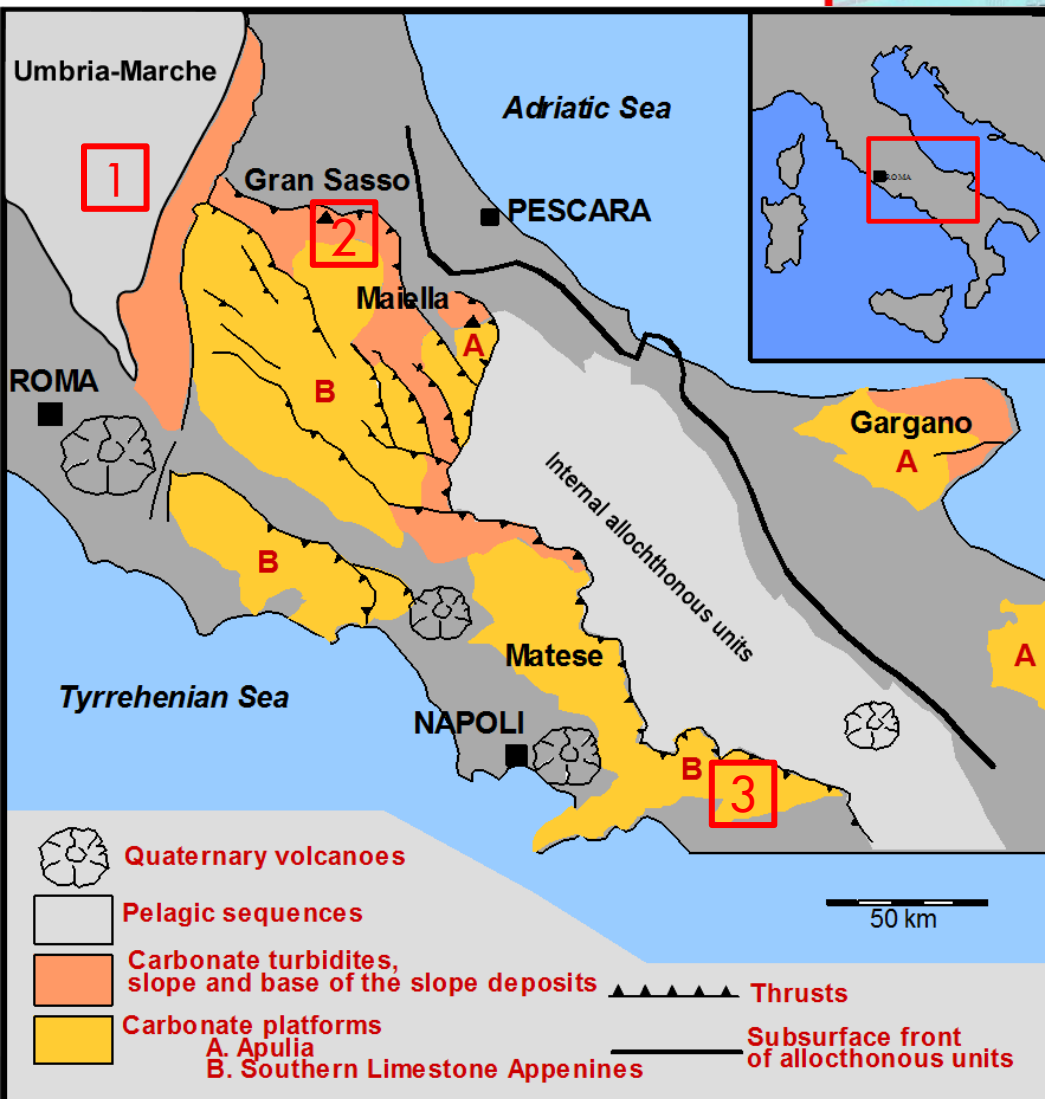 Umbria-Marche
Adriatic Sea
1
Gran Sasso
ROMA
PESCARA
2
Maiella
A
ROMA
B
Gargano
A
Internal allochthonous units
B
Matese
A
Tyrrehenian Sea
NAPOLI
B
3
Quaternary volcanoes
Pelagic sequences
50 km
Carbonate turbidites,
slope and base of the slope deposits
Thrusts
Carbonate platforms
A. Apulia
B. Southern Limestone Appenines
Subsurface front
of allocthonous units